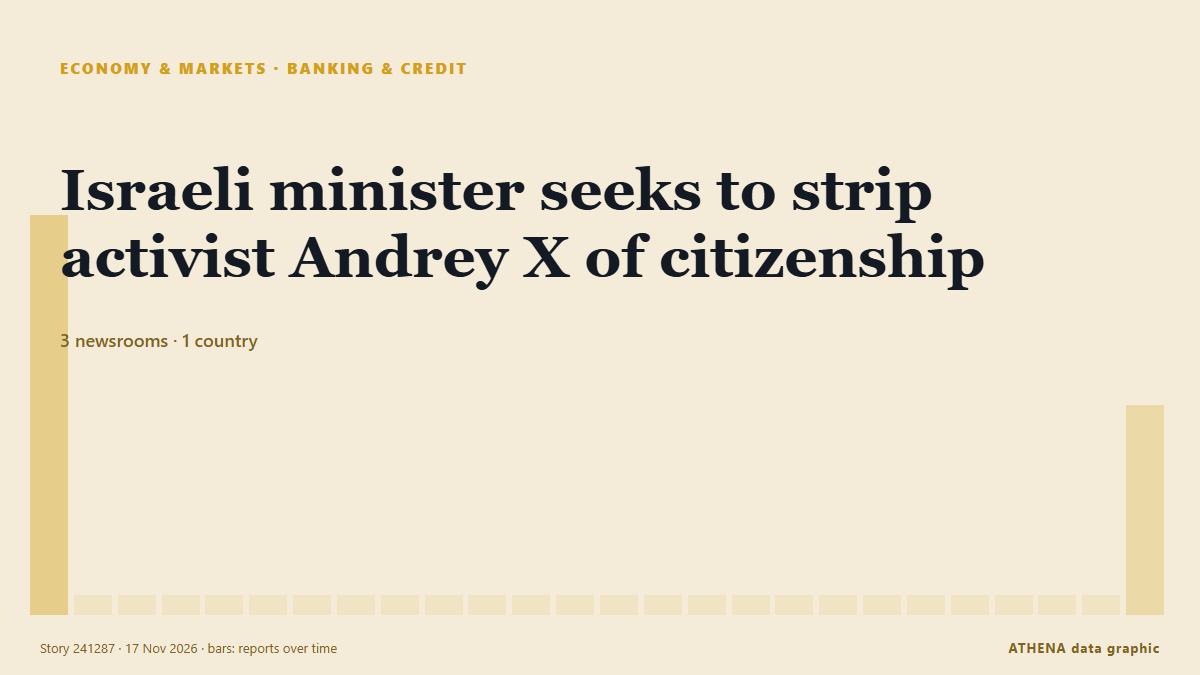 ECONOMY & MARKETS · BANKING & CREDIT
Israeli minister seeks to strip
activist Andrey X of citizenship
3 newsrooms · 1 country
Story 241287 · 17 Nov 2026 · bars: reports over time
ATHENA data graphic